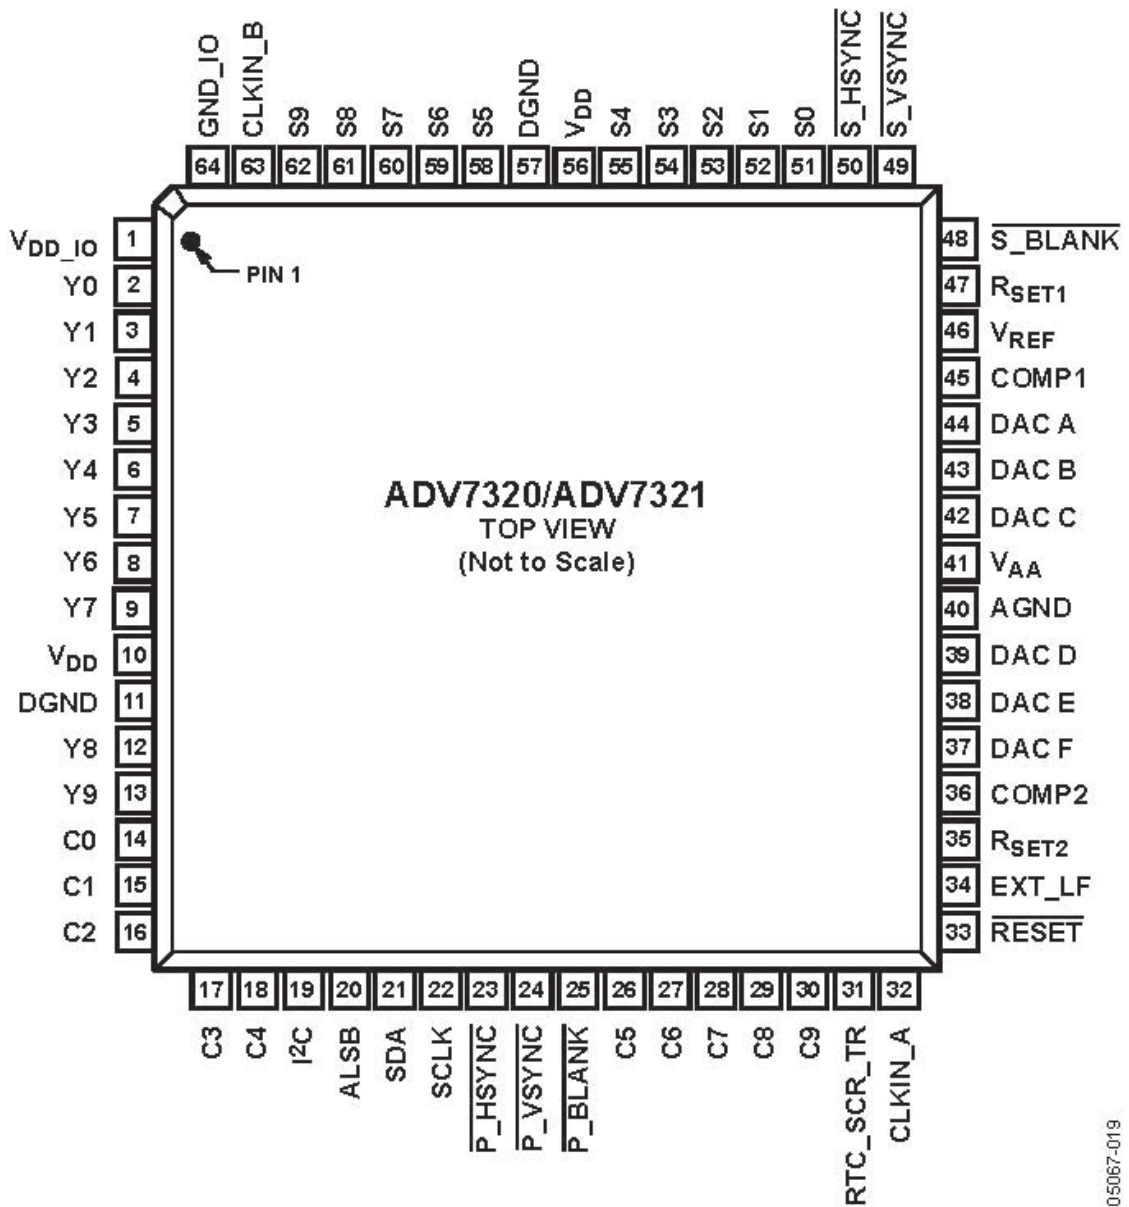 GND_IO
CLKIN_B
S9
S8
S7
S6
S5
DGND
VDD
S4
S3
S2
S1
S0
S_HSYNC
S_VSYNC
64 63 62 61 60 59 58 57 56 55 54 53 52 51 50 49
VDD_IO 1
Y0 2
Y1 3
Y2 4
Y3 5
Y4 6
Y5 7
Y6 8
Y7 9
VDD 10
DGND 11
Y8 12
Y9 13
C0 14
C1 15
C2 16
PIN 1
ADV7320/ADV7321
TOP VIEW
(Not to Scale)
48 S_BLANK
47 RSET1
46 VREF
45 COMP1
44 DAC A
43 DAC B
42 DAC C
41 VAA
40 AGND
39 DAC D
38 DAC E
37 DAC F
36 COMP2
35 RSET2
34 EXT_LF
33 RESET
17 18 19 20 21 22 23 24 25 26 27 28 29 30 31 32
C3
C4
I²C
ALSB
SDA
SCLK
P_HSYNC
P_VSYNC
P_BLANK
C5
C6
C7
C8
C9
RTC_SCR_TR
CLKIN_A
05067-019